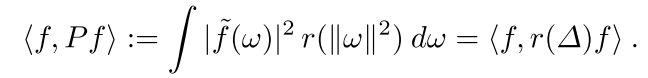 ⟨f, Pf⟩ := ∫ |f̃(ω)|² r(‖ω‖²) dω = ⟨f, r(Δ)f⟩ .